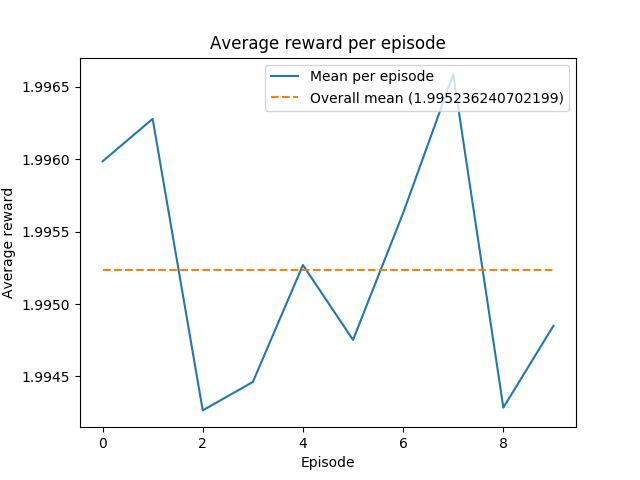 Average reward per episode
Mean per episode
Overall mean (1.995236240702199)
1.9965
1.9960
1.9955
1.9950
1.9945
Average reward
0 2 4 6 8
Episode